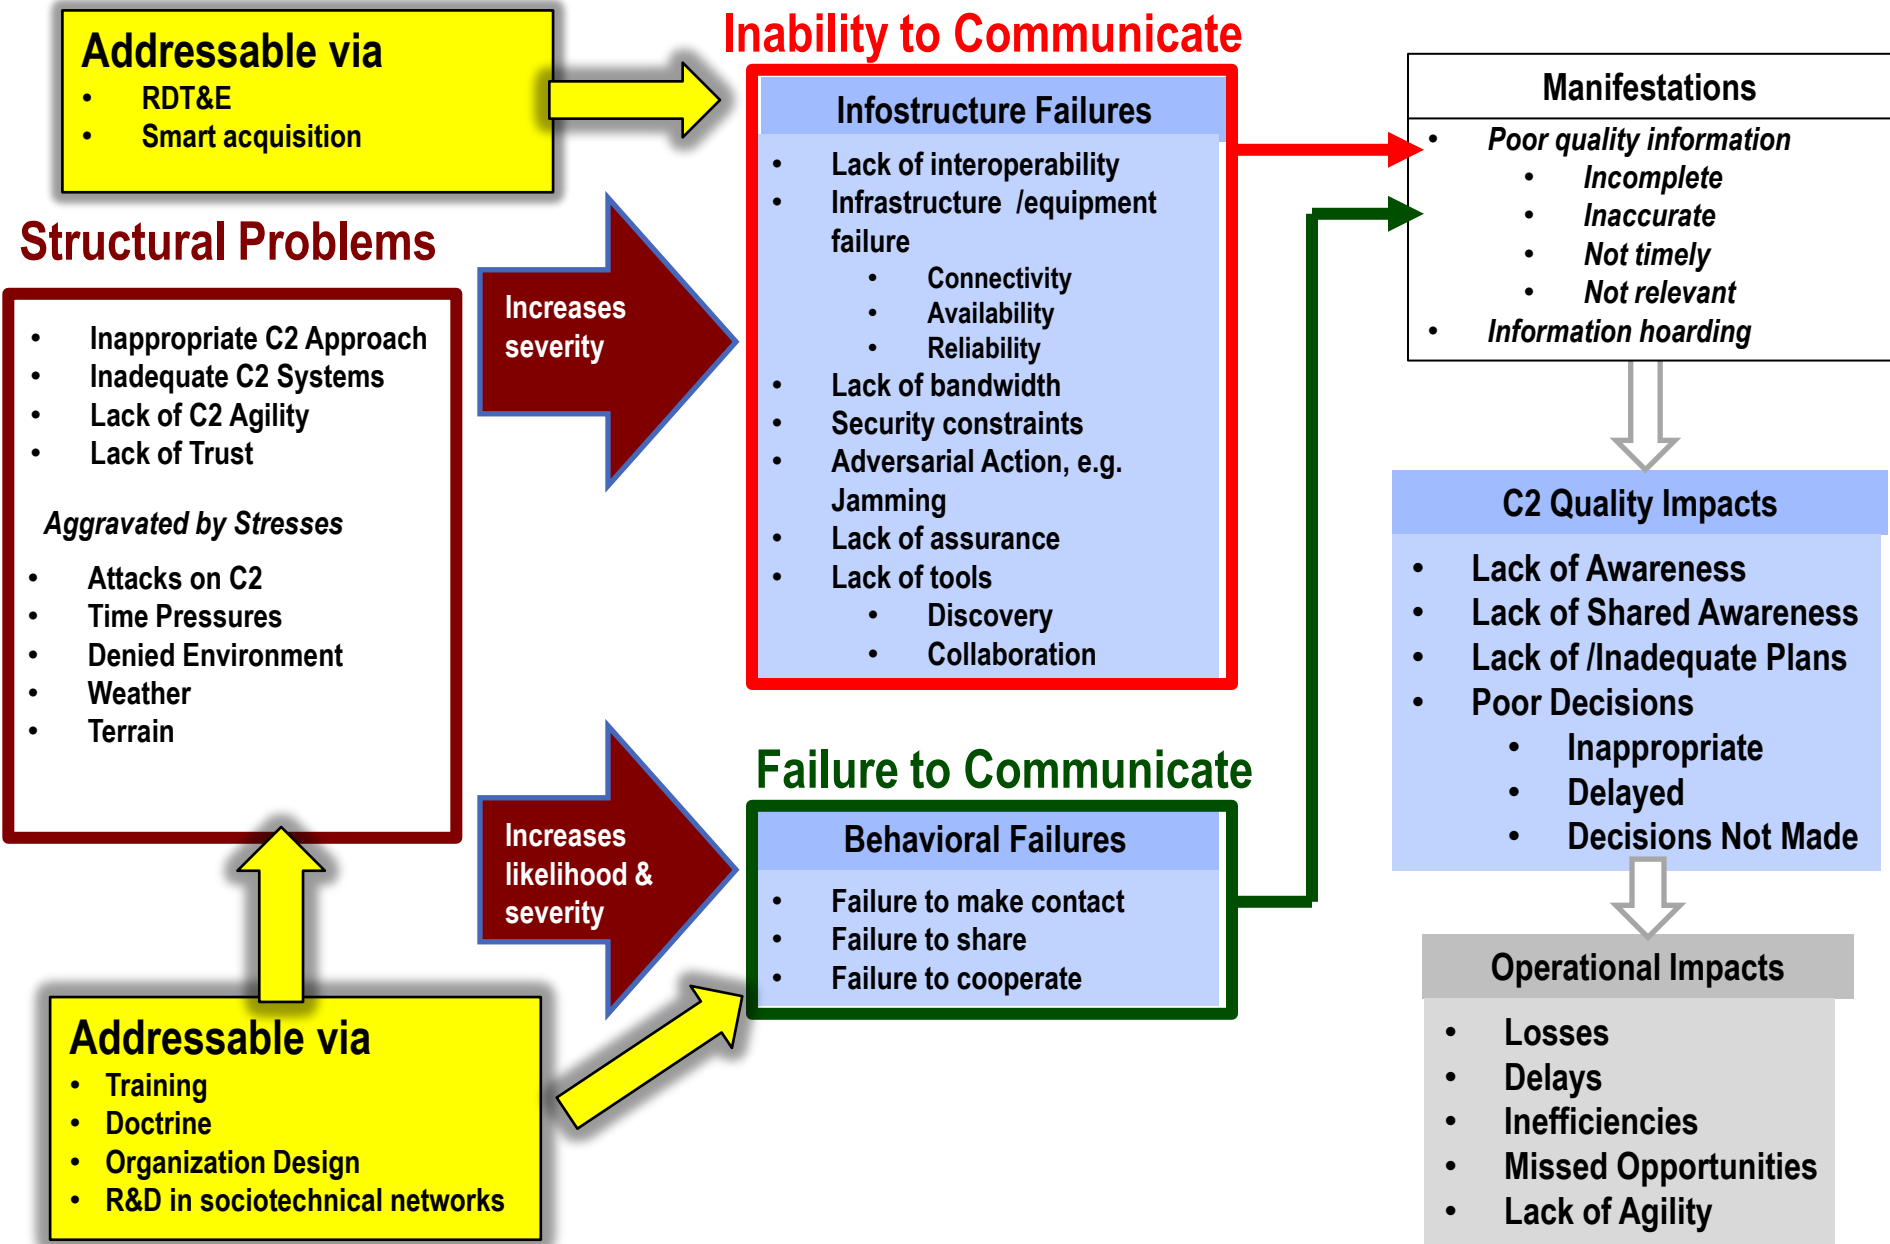 Addressable via
• RDT&E
• Smart acquisition
Structural Problems
• Inappropriate C2 Approach
• Inadequate C2 Systems
• Lack of C2 Agility
• Lack of Trust
Aggravated by Stresses
• Attacks on C2
• Time Pressures
• Denied Environment
• Weather
• Terrain
Addressable via
• Training
• Doctrine
• Organization Design
• R&D in sociotechnical networks
Increases
severity
Increases
likelihood &
severity
Inability to Communicate
Infostructure Failures
• Lack of interoperability
• Infrastructure /equipment
failure
• Connectivity
• Availability
• Reliability
• Lack of bandwidth
• Security constraints
• Adversarial Action, e.g.
Jamming
• Lack of assurance
• Lack of tools
• Discovery
• Collaboration
Failure to Communicate
Behavioral Failures
• Failure to make contact
• Failure to share
• Failure to cooperate
Manifestations
• Poor quality information
• Incomplete
• Inaccurate
• Not timely
• Not relevant
• Information hoarding
C2 Quality Impacts
• Lack of Awareness
• Lack of Shared Awareness
• Lack of /Inadequate Plans
• Poor Decisions
• Inappropriate
• Delayed
• Decisions Not Made
Operational Impacts
• Losses
• Delays
• Inefficiencies
• Missed Opportunities
• Lack of Agility